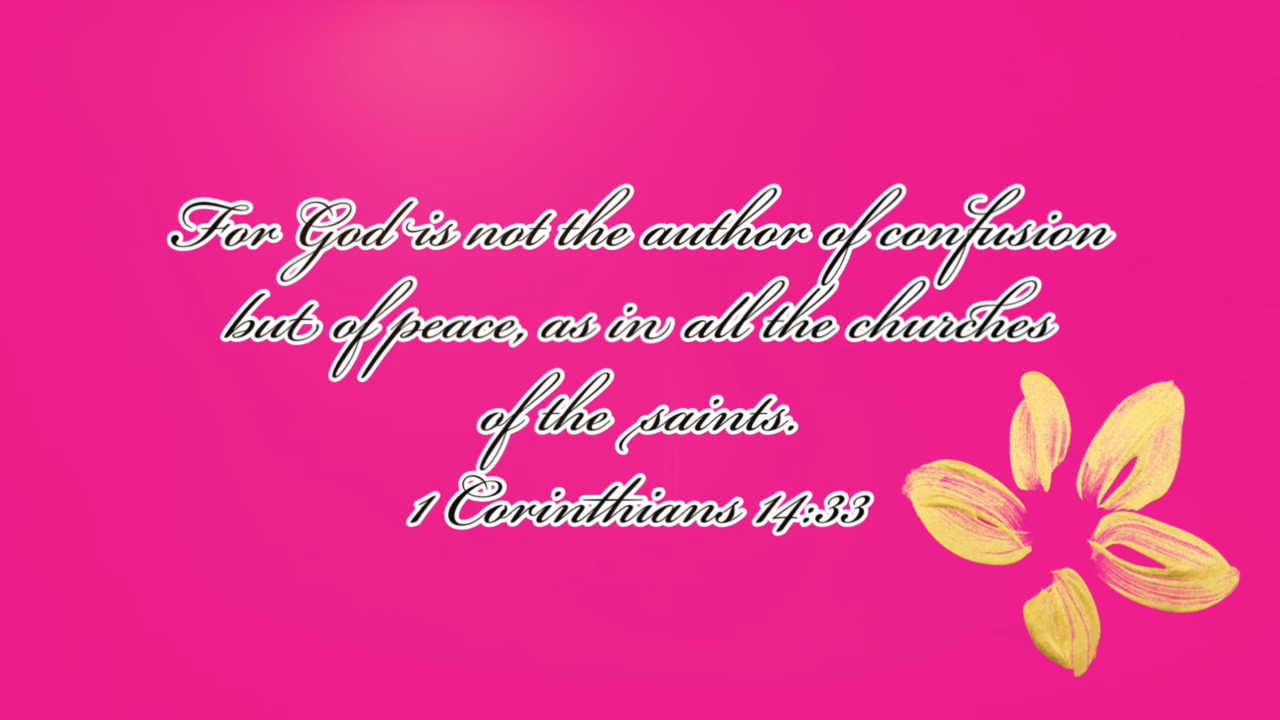 For God is not the author of confusion
but of peace, as in all the churches
of the saints.
1 Corinthians 14:33